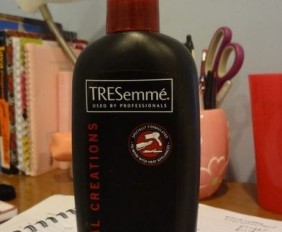 TRESemmé.
USED BY PROFESSIONALS
L CREATIONS